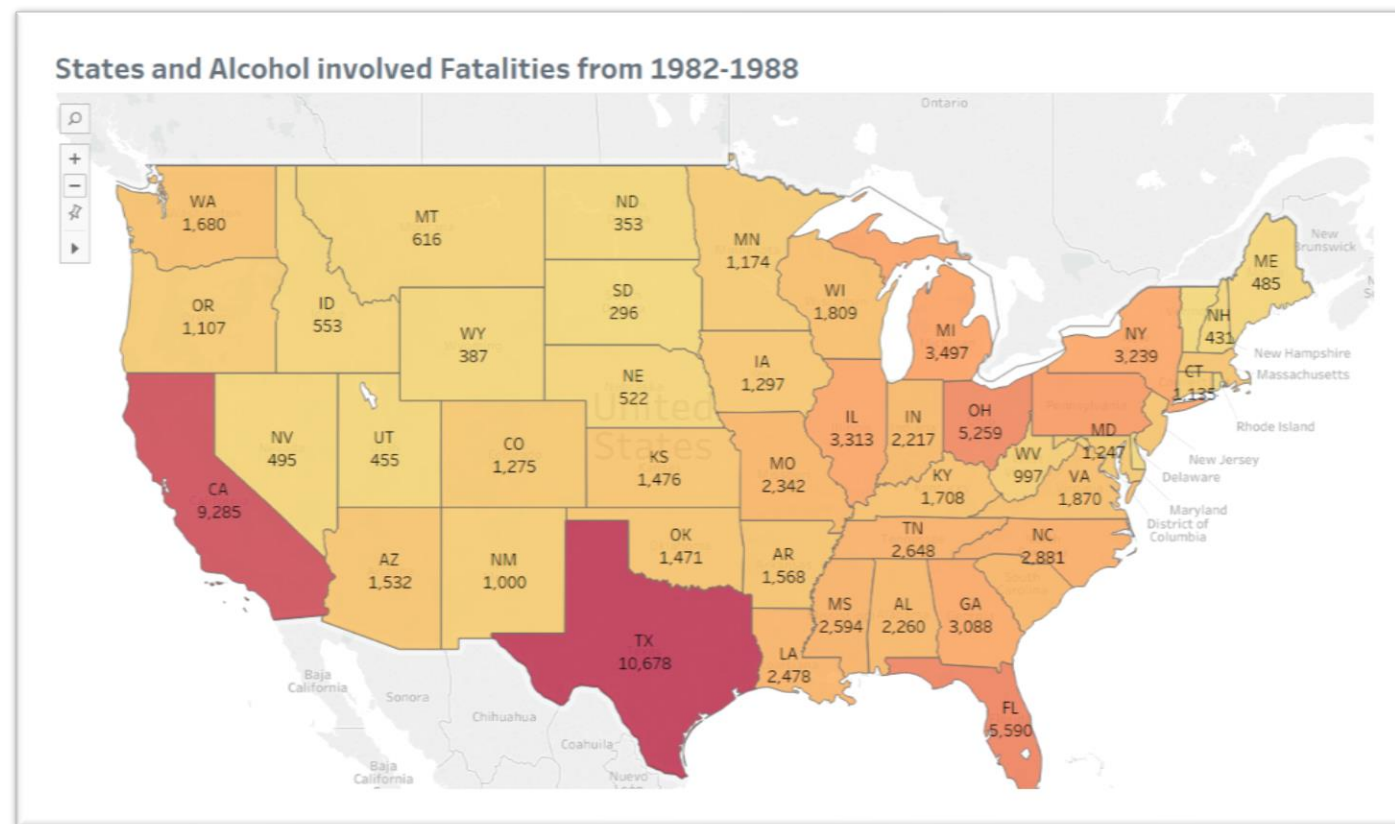 States and Alcohol involved Fatalities from 1982-1988
Ontario
WA
1,680
MT
616
ND
353
MN
1,174
New
Brunswick
ME
485
OR
1,107
ID
553
SD
296
WI
1,809
WY
387
MI
3,497
NY
3,239
NH
431
New Hampshire
Massachusetts
CT
1,135
Rhode Island
NE
522
IA
1,297
United
States
NV
495
UT
455
CO
1,275
KS
1,476
MO
2,342
IL
3,313
IN
2,217
OH
5,259
Pennsylvania
MD
1,247
WV
997
New Jersey
Delaware
KY
1,708
VA
1,870
Maryland
District of
Columbia
CA
9,285
AZ
1,532
NM
1,000
OK
1,471
AR
1,568
TN
2,648
NC
2,881
South
Carolina
MS
2,594
AL
2,260
GA
3,088
TX
10,678
LA
2,478
FL
5,590
Baja
California
Sonora
Chihuahua
Coahuila
Nuevo
León
Baja
California